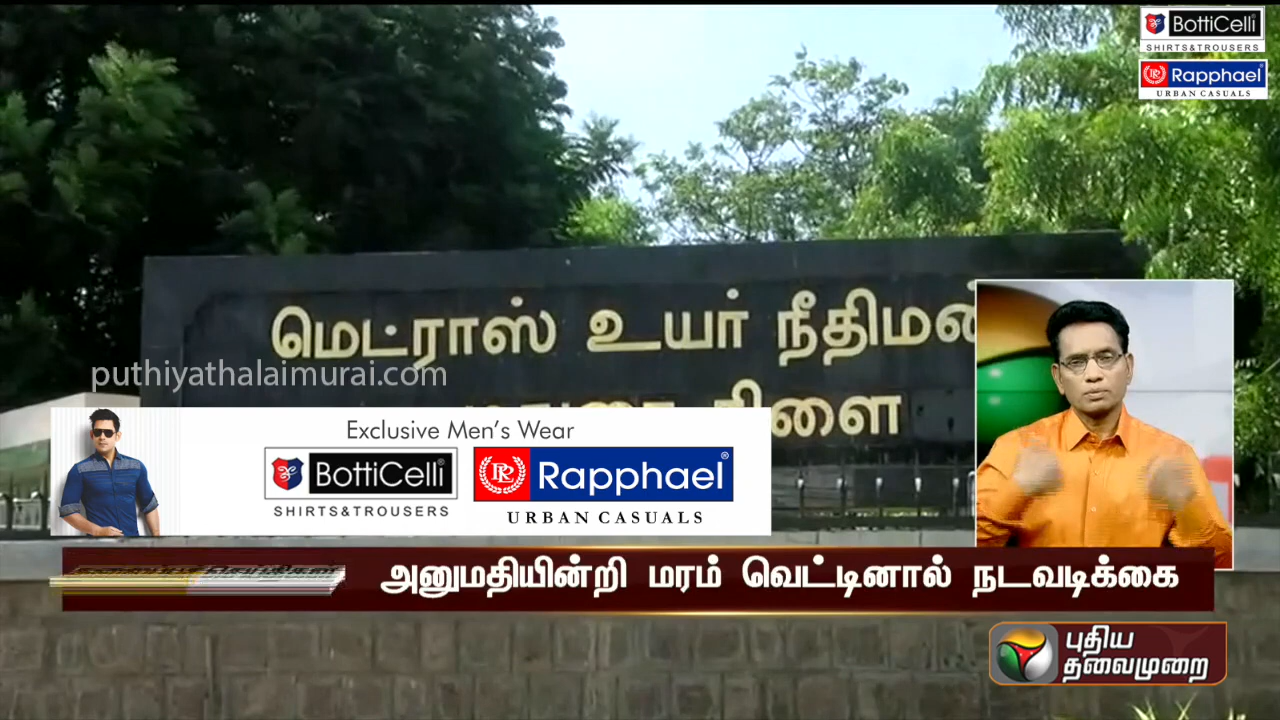 BOTTICELLI
SHIRTS&TROUSERS
Rapphael
URBAN CASUALS
மெட்ராஸ் உயர்
கிளை
puthiyathalaimurai.com
Exclusive Men's Wear
BOTTICELLI
SHIRTS&TROUSERS
Rapphael®
URBAN CASUALS
அனுமதியின்றி மரம் வெட்டினால் நடவடிக்கை
புதிய
தலைமுறை